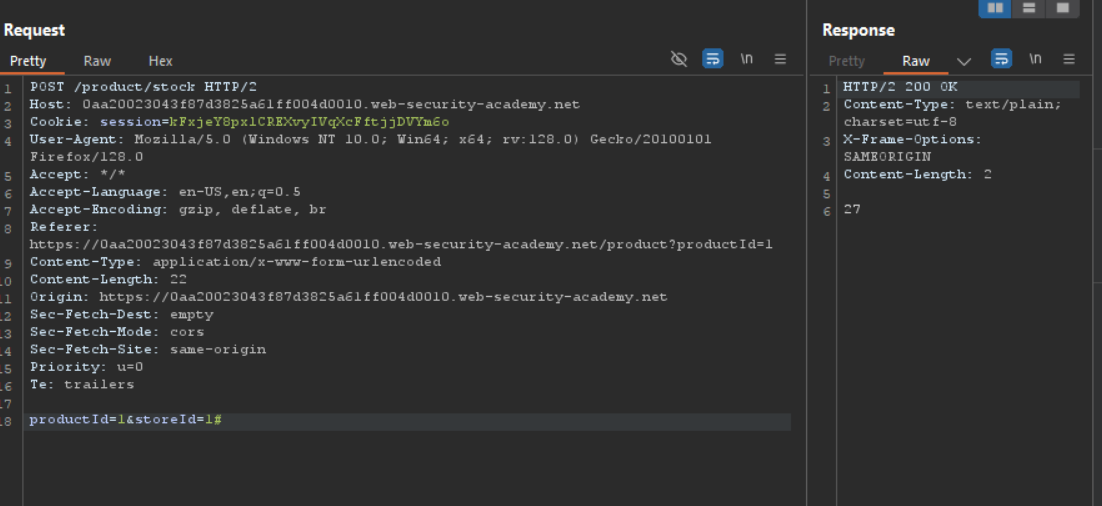 Request
Pretty Raw Hex
\n
1 POST /product/stock HTTP/2
2 Host: 0aa20023043f87d3825a61ff004d0010.web-security-academy.net
3 Cookie: session=kFxjeY8pxlCREXvyIVqXcFftjjDVYm6o
4 User-Agent: Mozilla/5.0 (Windows NT 10.0; Win64; x64; rv:128.0) Gecko/20100101
Firefox/128.0
5 Accept: */*
6 Accept-Language: en-US,en;q=0.5
7 Accept-Encoding: gzip, deflate, br
8 Referer:
https://0aa20023043f87d3825a61ff004d0010.web-security-academy.net/product?productId=1
9 Content-Type: application/x-www-form-urlencoded
10 Content-Length: 22
11 Origin: https://0aa20023043f87d3825a61ff004d0010.web-security-academy.net
12 Sec-Fetch-Dest: empty
13 Sec-Fetch-Mode: cors
14 Sec-Fetch-Site: same-origin
15 Priority: u=0
16 Te: trailers
17
18 productId=1&storeId=1#
Response
Pretty Raw
\n
1 HTTP/2 200 OK
2 Content-Type: text/plain;
charset=utf-8
3 X-Frame-Options:
SAMEORIGIN
4 Content-Length: 2
5
6 27